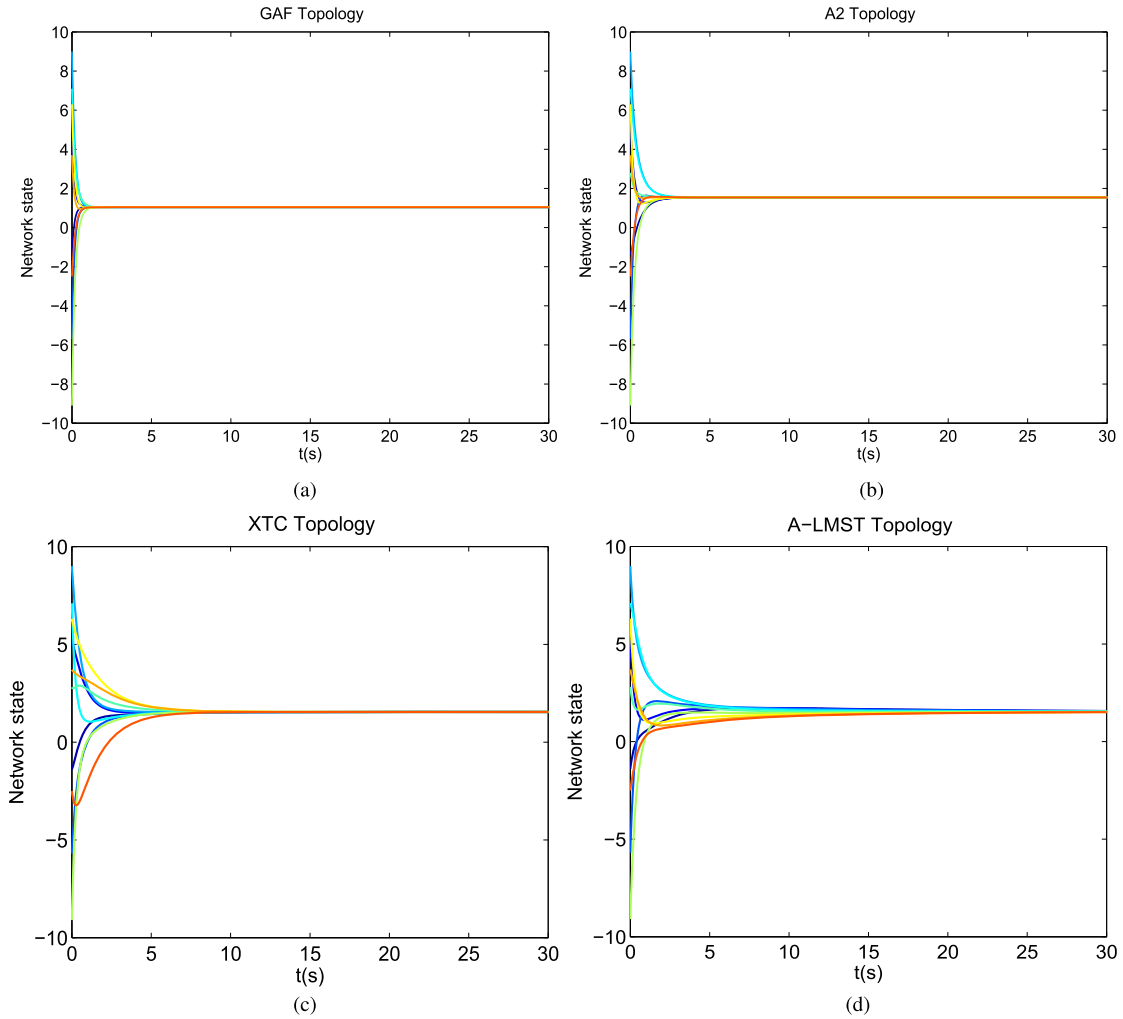 GAF Topology
10
8
6
4
2
0
−2
−4
−6
−8
−10
Network state
0 5 10 15 20 25 30
t(s)
(a)
A2 Topology
10
8
6
4
2
0
−2
−4
−6
−8
−10
Network state
0 5 10 15 20 25 30
t(s)
(b)
XTC Topology
10
5
0
−5
−10
Network state
0 5 10 15 20 25 30
t(s)
(c)
A−LMST Topology
10
5
0
−5
−10
Network state
0 5 10 15 20 25 30
t(s)
(d)